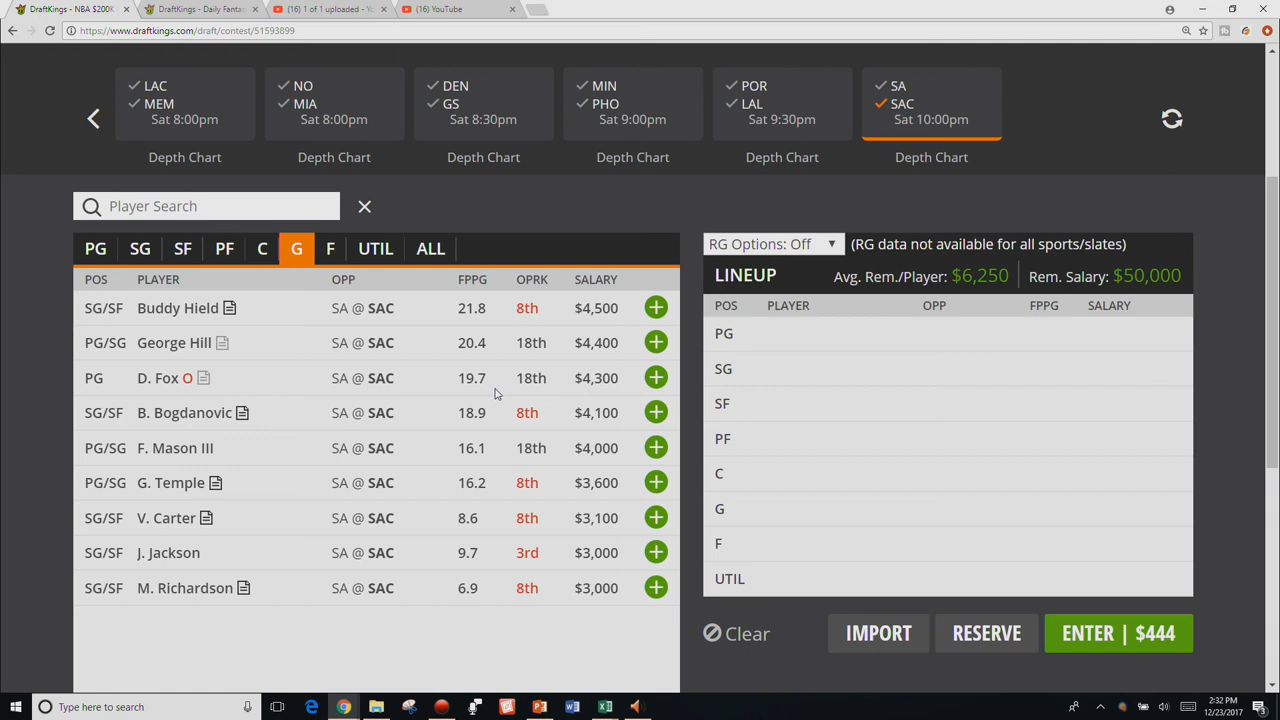 DraftKings - NBA $200K
DraftKings - Daily Fanta
(16) 1 of 1 uploaded - Yo
(16) YouTube
https://www.draftkings.com/draft/contest/51593899
LAC
MEM
Sat 8:00pm
Depth Chart
NO
MIA
Sat 8:00pm
Depth Chart
DEN
GS
Sat 8:30pm
Depth Chart
MIN
PHO
Sat 9:00pm
Depth Chart
POR
LAL
Sat 9:30pm
Depth Chart
SA
SAC
Sat 10:00pm
Depth Chart
Player Search
PG SG SF PF C G F UTIL ALL
POS PLAYER OPP FPPG OPRK SALARY
SG/SF Buddy Hield SA @ SAC 21.8 8th $4,500
PG/SG George Hill SA @ SAC 20.4 18th $4,400
PG D. Fox O SA @ SAC 19.7 18th $4,300
SG/SF B. Bogdanovic SA @ SAC 18.9 8th $4,100
PG/SG F. Mason III SA @ SAC 16.1 18th $4,000
PG/SG G. Temple SA @ SAC 16.2 8th $3,600
SG/SF V. Carter SA @ SAC 8.6 8th $3,100
SG/SF J. Jackson SA @ SAC 9.7 3rd $3,000
SG/SF M. Richardson SA @ SAC 6.9 8th $3,000
RG Options: Off (RG data not available for all sports/slates)
LINEUP Avg. Rem./Player: $6,250 Rem. Salary: $50,000
POS PLAYER OPP FPPG SALARY
PG
SG
SF
PF
C
G
F
UTIL
Clear IMPORT RESERVE ENTER | $444
Type here to search
2:32 PM
12/23/2017